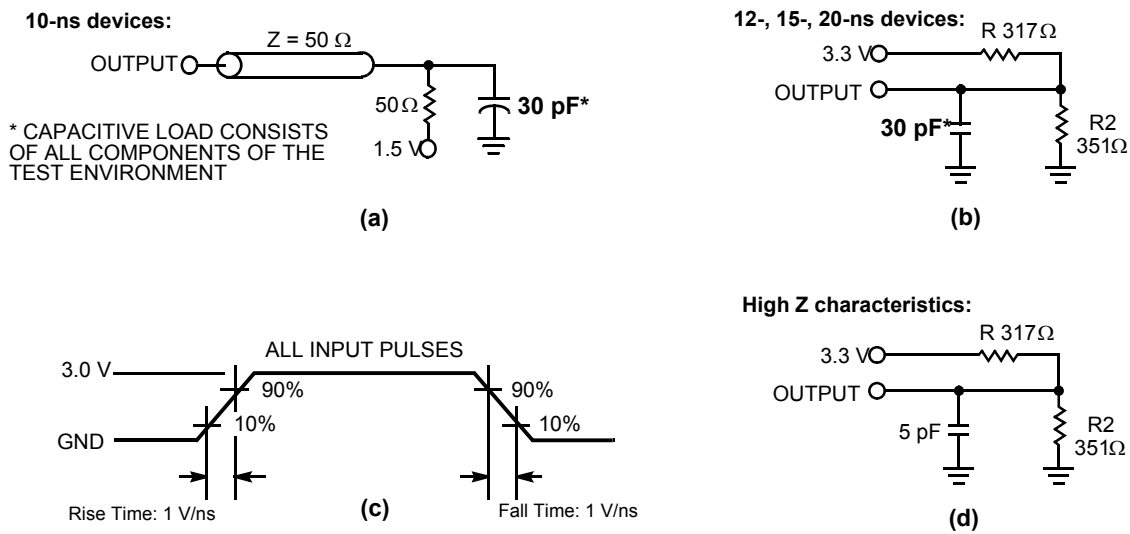 10-ns devices:
Z = 50 Ω
OUTPUT
50Ω
30 pF*
1.5 V
* CAPACITIVE LOAD CONSISTS
OF ALL COMPONENTS OF THE
TEST ENVIRONMENT
(a)
12-, 15-, 20-ns devices:
R 317Ω
3.3 V
OUTPUT
30 pF*
R2
351Ω
(b)
ALL INPUT PULSES
3.0 V
90%
10%
GND
90%
10%
Rise Time: 1 V/ns
(c)
Fall Time: 1 V/ns
High Z characteristics:
R 317Ω
3.3 V
OUTPUT
5 pF
R2
351Ω
(d)